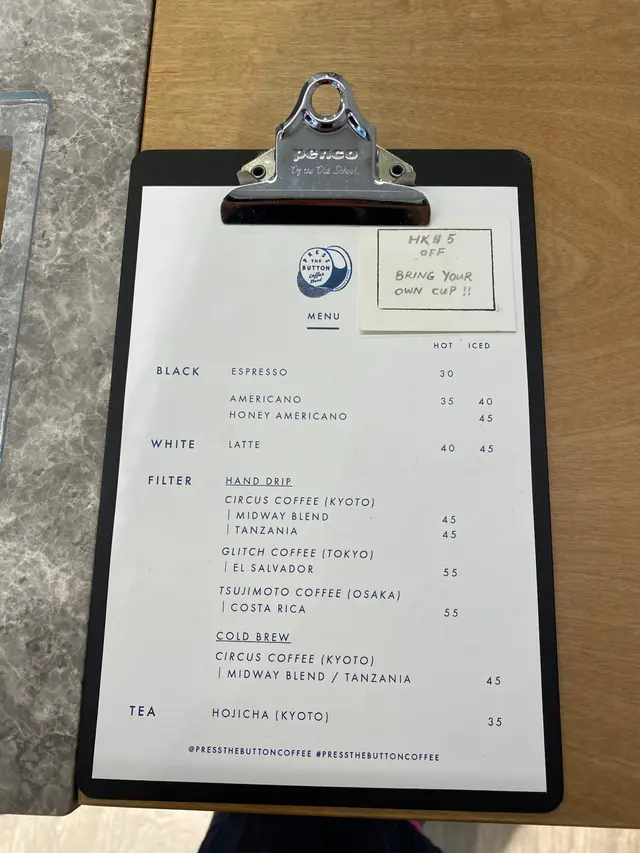 penco
By the Old School.
PRESS
THE
BUTTON
Coffee
Stand
HK$ 5
OFF
BRING YOUR
OWN CUP !!
MENU
HOT ICED
BLACK ESPRESSO 30
AMERICANO 35 40
HONEY AMERICANO 45
WHITE LATTE 40 45
FILTER HAND DRIP
CIRCUS COFFEE (KYOTO)
| MIDWAY BLEND 45
| TANZANIA 45
GLITCH COFFEE (TOKYO)
| EL SALVADOR 55
TSUJIMOTO COFFEE (OSAKA)
| COSTA RICA 55
COLD BREW
CIRCUS COFFEE (KYOTO)
| MIDWAY BLEND / TANZANIA 45
TEA HOJICHA (KYOTO) 35
@PRESSTHEBUTTONCOFFEE #PRESSTHEBUTTONCOFFEE